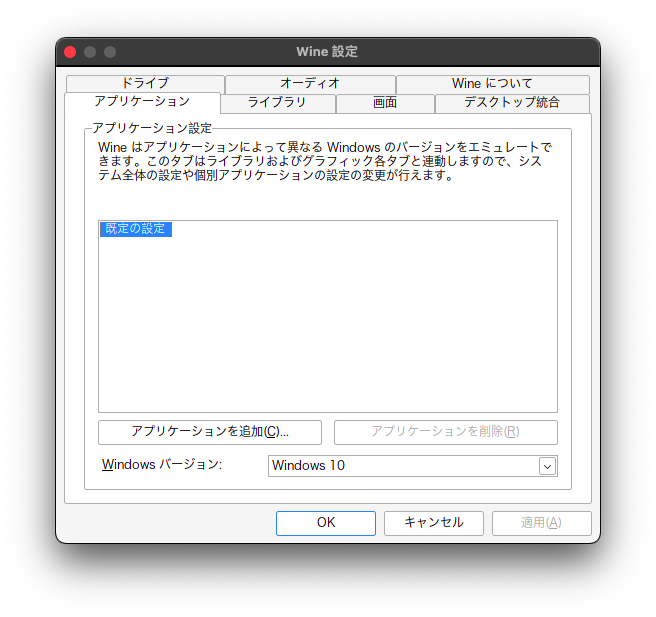 Wine 設定
ドライブ
オーディオ
Wine について
アプリケーション
ライブラリ
画面
デスクトップ統合
アプリケーション設定
Wine はアプリケーションによって異なる Windows のバージョンをエミュレートで
きます。このタブはライブラリおよびグラフィック各タブと連動しますので、シス
テム全体の設定や個別アプリケーションの設定の変更が行えます。
既定の設定
アプリケーションを追加(C)...
アプリケーションを削除(R)
Windows バージョン:
Windows 10
OK
キャンセル
適用(A)